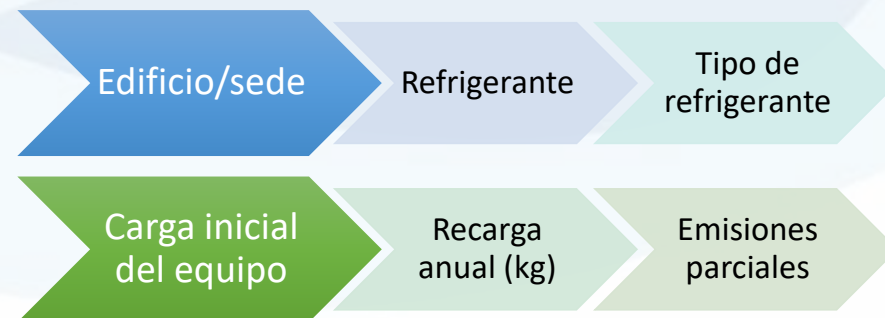 Edificio/sede
Refrigerante
Tipo de
refrigerante
Carga inicial
del equipo
Recarga
anual (kg)
Emisiones
parciales